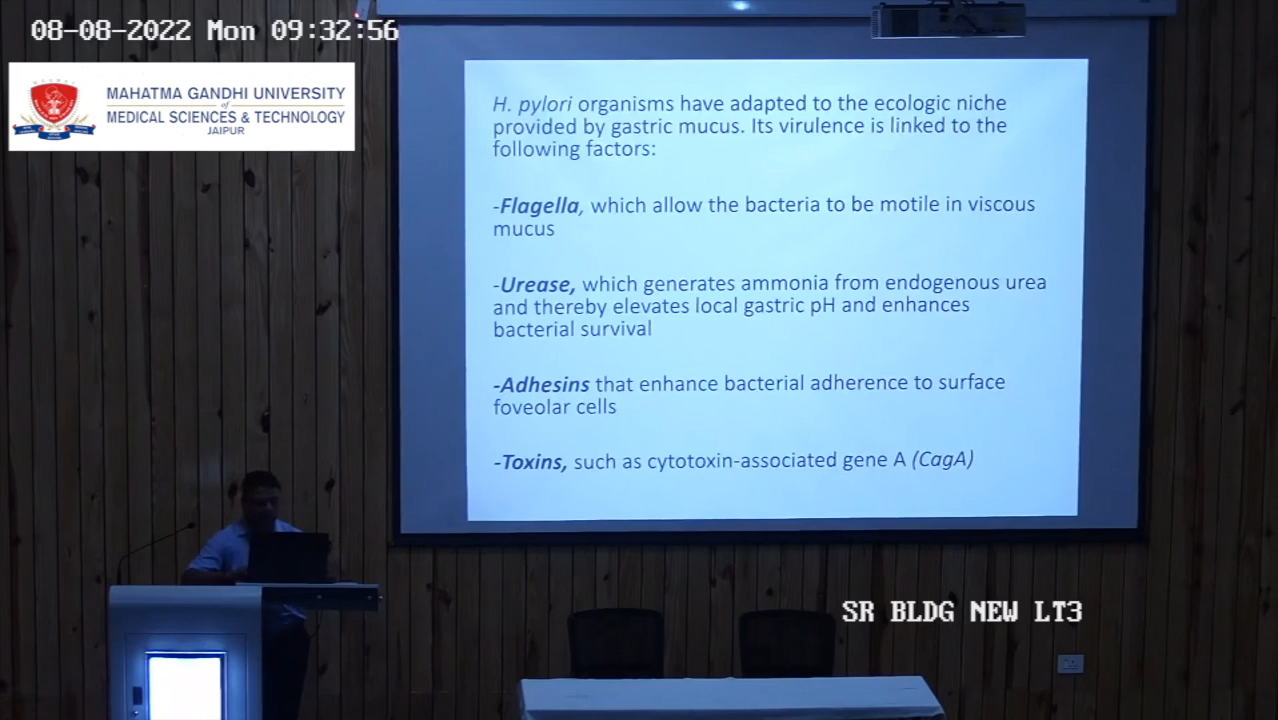 08-08-2022 Mon 09:32:56
MAHATMA GANDHI UNIVERSITY
of
MEDICAL SCIENCES & TECHNOLOGY
JAIPUR
H. pylori organisms have adapted to the ecologic niche
provided by gastric mucus. Its virulence is linked to the
following factors:
-Flagella, which allow the bacteria to be motile in viscous
mucus
-Urease, which generates ammonia from endogenous urea
and thereby elevates local gastric pH and enhances
bacterial survival
-Adhesins that enhance bacterial adherence to surface
foveolar cells
-Toxins, such as cytotoxin-associated gene A (CagA)
SR BLDG NEW LT3